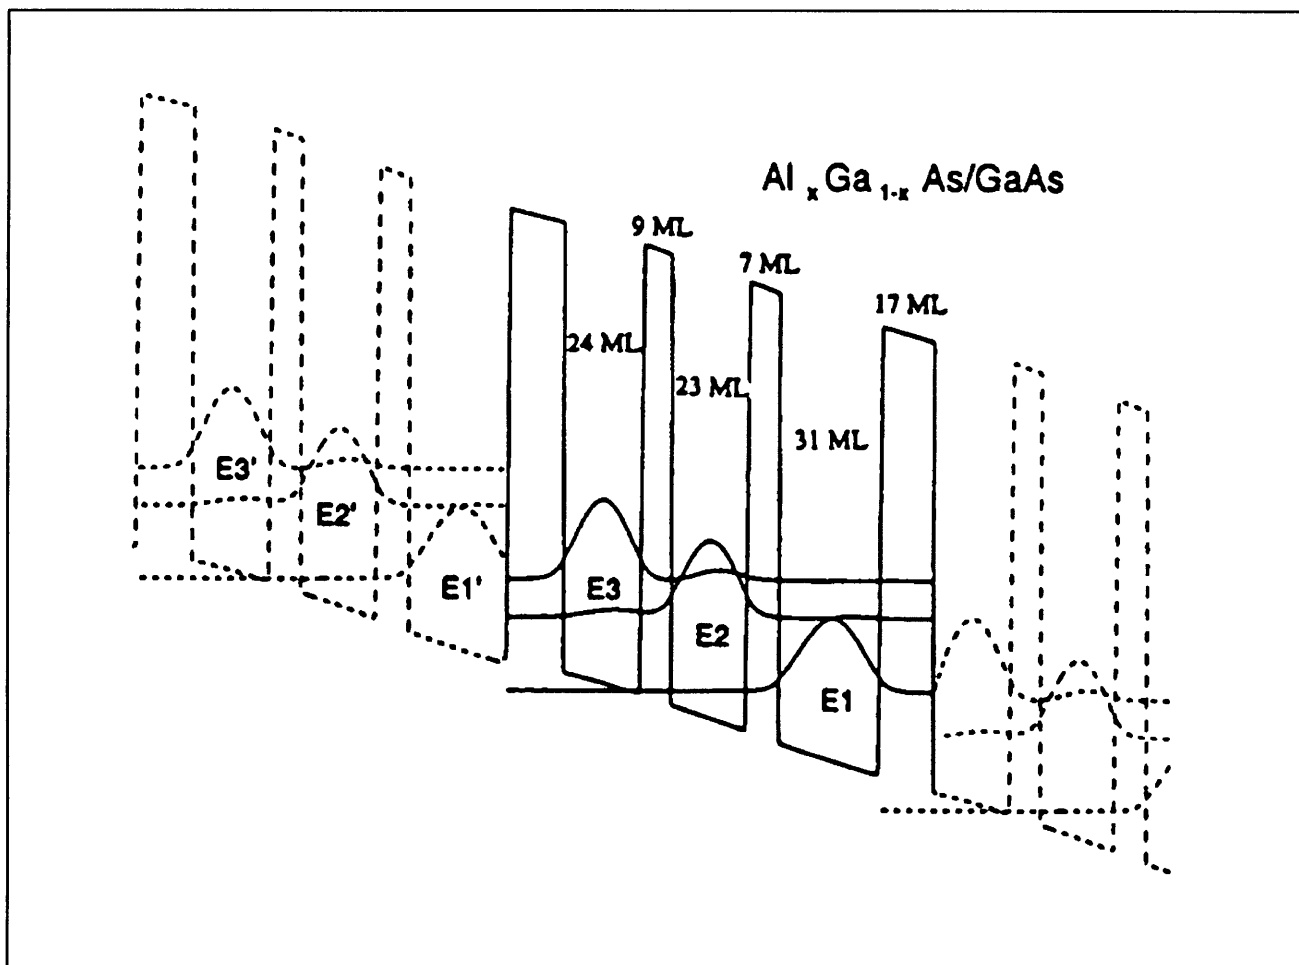 Al x Ga 1-x As/GaAs
9 ML
7 ML
17 ML
24 ML
23 ML
31 ML
E3'
E2'
E1'
E3
E2
E1